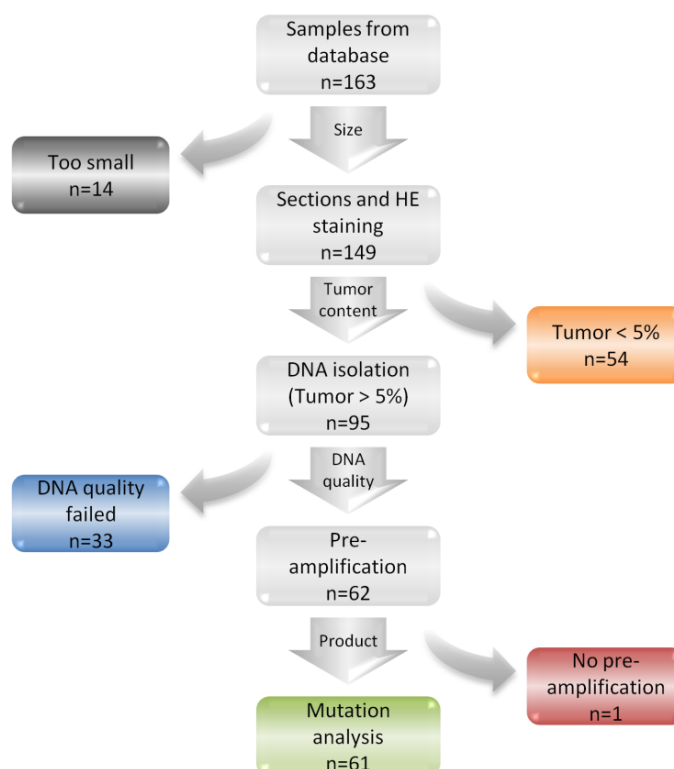 Samples from
database
n=163
Size
Too small
n=14
Sections and HE
staining
n=149
Tumor
content
Tumor < 5%
n=54
DNA isolation
(Tumor > 5%)
n=95
DNA
quality
DNA quality
failed
n=33
Pre-
amplification
n=62
Product
No pre-
amplification
n=1
Mutation
analysis
n=61